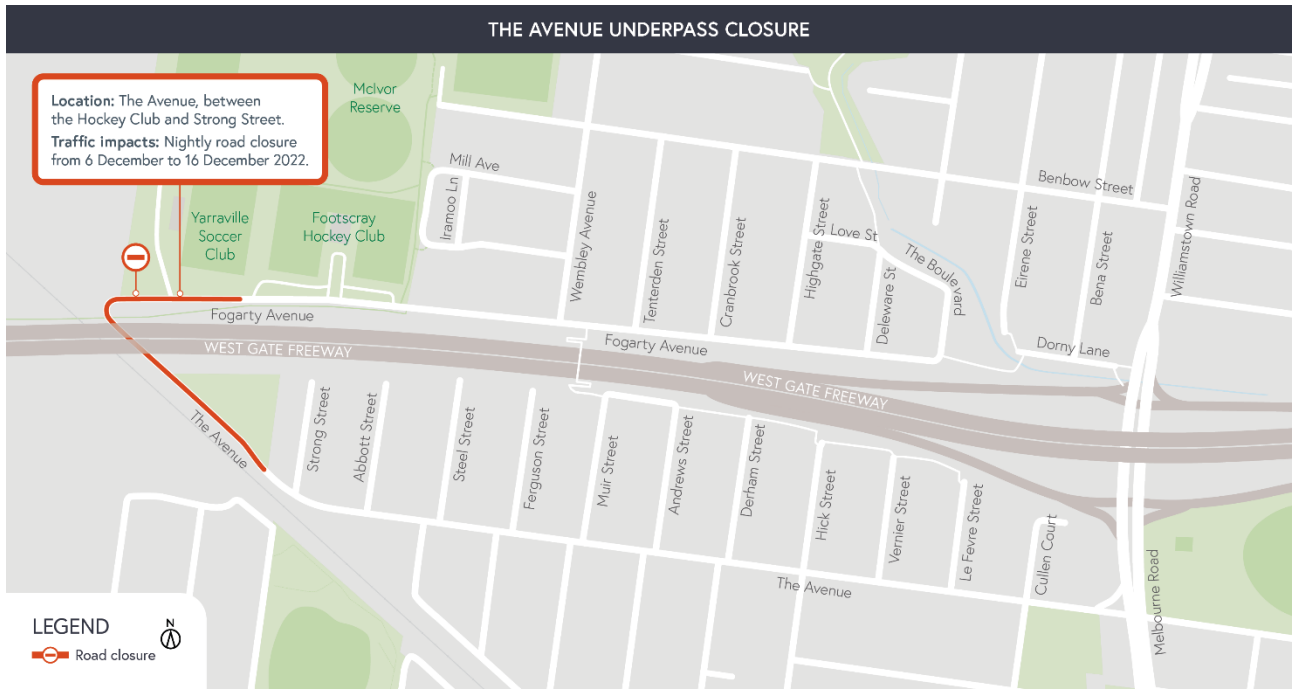 THE AVENUE UNDERPASS CLOSURE
Location: The Avenue, between
the Hockey Club and Strong Street.
Traffic impacts: Nightly road closure
from 6 December to 16 December 2022.
McIvor
Reserve
Mill Ave
Iramoo Ln
Yarraville
Soccer
Club
Footscray
Hockey Club
Wembley Avenue
Tenterden Street
Cranbrook Street
Highgate Street
Love St
Deleware St
The Boulevard
Benbow Street
Eirene Street
Bena Street
Williamstown Road
Dorny Lane
Fogarty Avenue
Fogarty Avenue
WEST GATE FREEWAY
WEST GATE FREEWAY
The Avenue
Strong Street
Abbott Street
Steel Street
Ferguson Street
Muir Street
Andrews Street
Derham Street
Hick Street
Vernier Street
Le Fevre Street
Cullen Court
The Avenue
Melbourne Road
LEGEND
N
Road closure